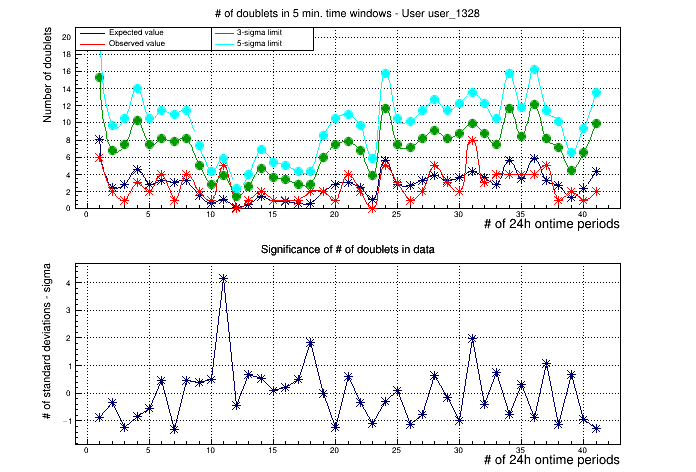 # of doublets in 5 min. time windows - User user_1328
Number of doublets
Expected value
3-sigma limit
Observed value
5-sigma limit
20
18
16
14
12
10
8
6
4
2
0
0 5 10 15 20 25 30 35 40
# of 24h ontime periods
Significance of # of doublets in data
# of standard deviations - sigma
4
3
2
1
0
−1
0 5 10 15 20 25 30 35 40
# of 24h ontime periods